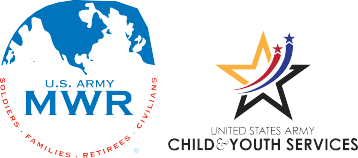 U.S. ARMY
MWR
SOLDIERS · FAMILIES · RETIREES · CIVILIANS
®
UNITED STATES ARMY
CHILD & YOUTH SERVICES